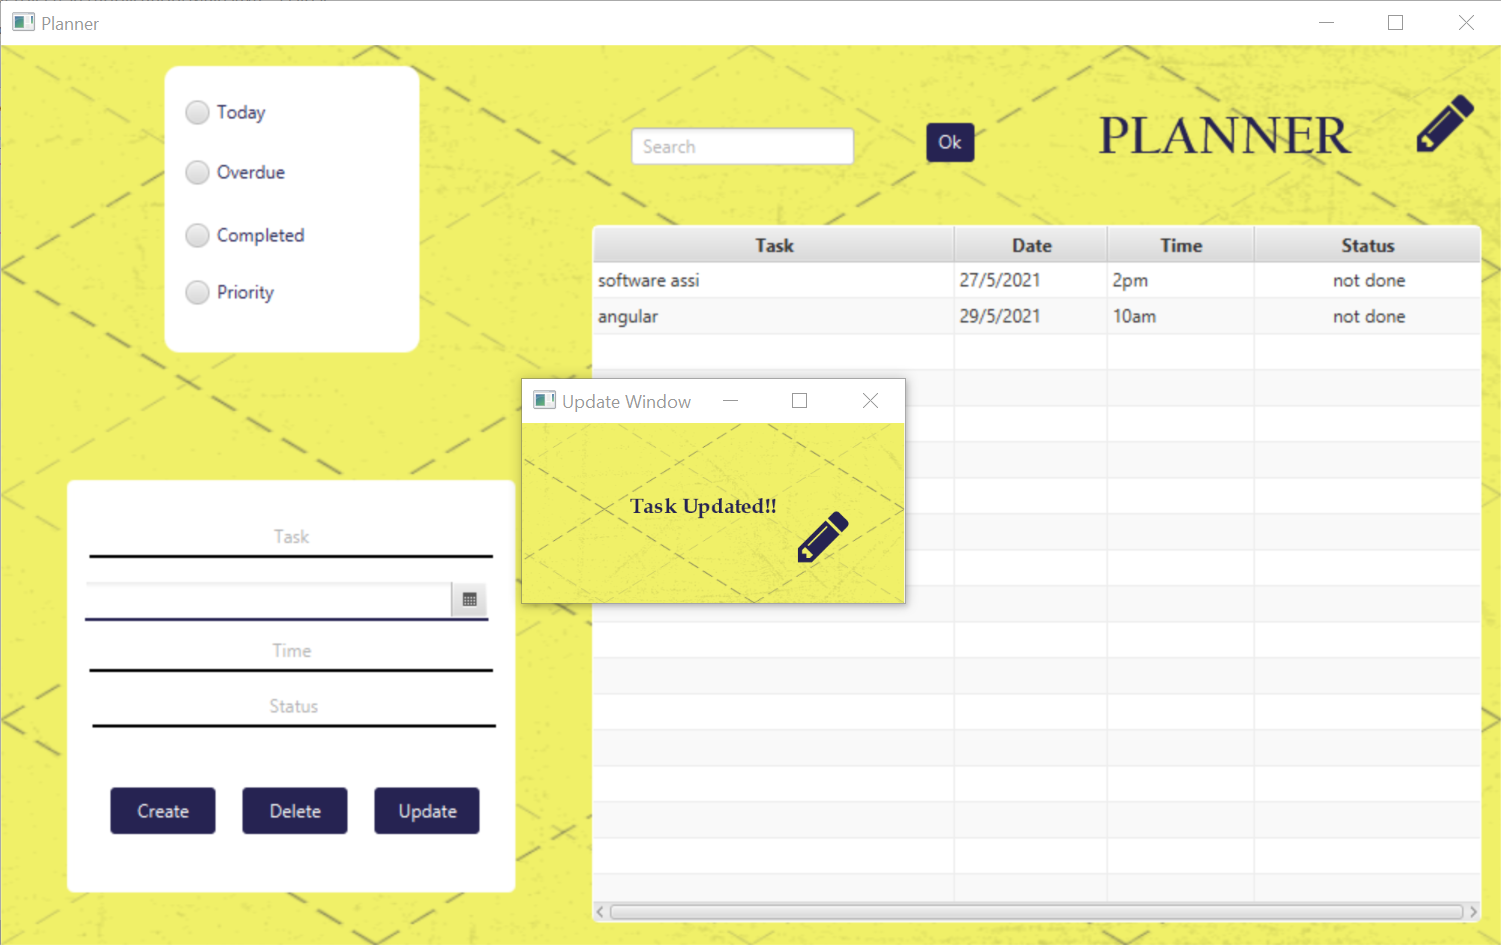 Planner
Today
Overdue
Completed
Priority
Search
Ok
PLANNER
Task Date Time Status
software assi 27/5/2021 2pm not done
angular 29/5/2021 10am not done
Update Window
Task Updated!!
Task
Time
Status
Create Delete Update